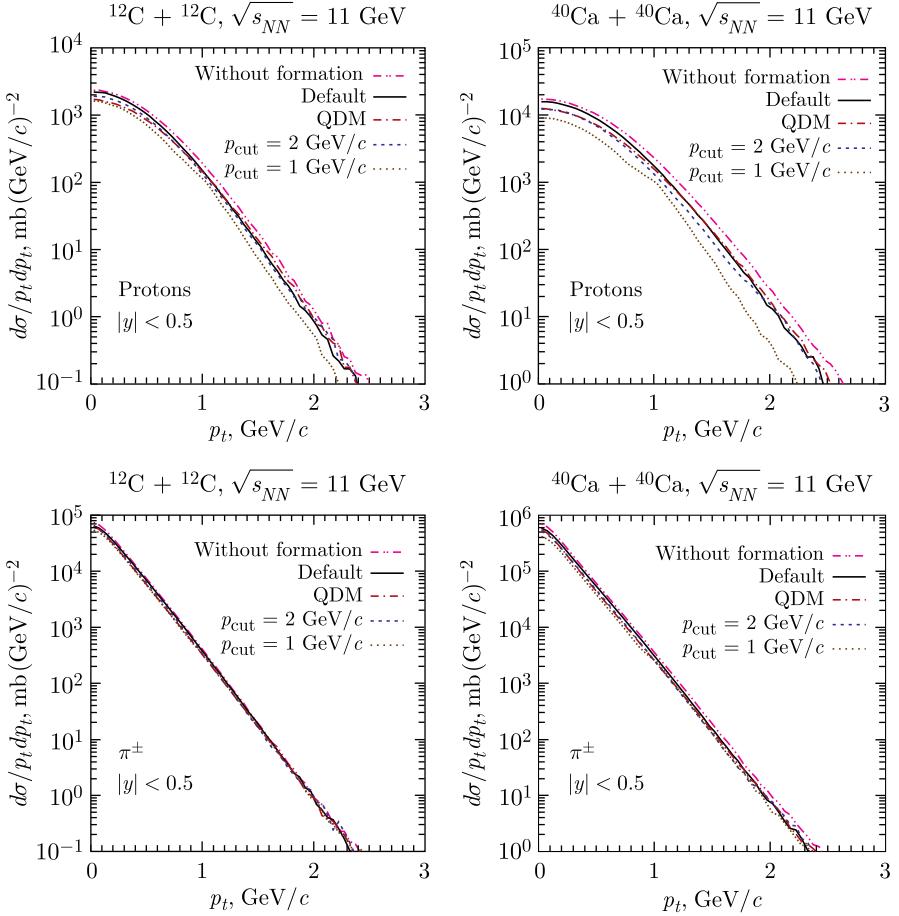 ¹²C + ¹²C, √s_NN = 11 GeV
10⁴
10³
10²
10¹
10⁰
10⁻¹
dσ/p_t dp_t, mb (GeV/c)⁻²
Without formation
Default
QDM
p_cut = 2 GeV/c
p_cut = 1 GeV/c
Protons
|y| < 0.5
0 1 2 3
p_t, GeV/c
⁴⁰Ca + ⁴⁰Ca, √s_NN = 11 GeV
10⁵
10⁴
10³
10²
10¹
10⁰
dσ/p_t dp_t, mb (GeV/c)⁻²
Without formation
Default
QDM
p_cut = 2 GeV/c
p_cut = 1 GeV/c
Protons
|y| < 0.5
0 1 2 3
p_t, GeV/c
¹²C + ¹²C, √s_NN = 11 GeV
10⁵
10⁴
10³
10²
10¹
10⁰
10⁻¹
dσ/p_t dp_t, mb (GeV/c)⁻²
Without formation
Default
QDM
p_cut = 2 GeV/c
p_cut = 1 GeV/c
π±
|y| < 0.5
0 1 2 3
p_t, GeV/c
⁴⁰Ca + ⁴⁰Ca, √s_NN = 11 GeV
10⁶
10⁵
10⁴
10³
10²
10¹
10⁰
dσ/p_t dp_t, mb (GeV/c)⁻²
Without formation
Default
QDM
p_cut = 2 GeV/c
p_cut = 1 GeV/c
π±
|y| < 0.5
0 1 2 3
p_t, GeV/c